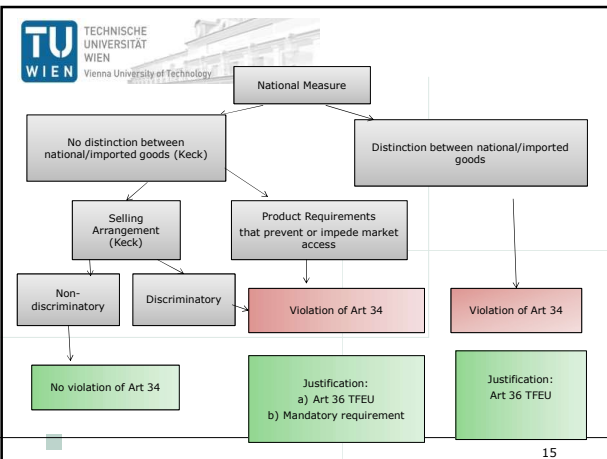 TU
WIEN
TECHNISCHE
UNIVERSITÄT
WIEN
Vienna University of Technology
National Measure
No distinction between
national/imported goods (Keck)
Distinction between national/imported
goods
Selling
Arrangement
(Keck)
Product Requirements
that prevent or impede market
access
Non-
discriminatory
Discriminatory
Violation of Art 34
Violation of Art 34
No violation of Art 34
Justification:
a) Art 36 TFEU
b) Mandatory requirement
Justification:
Art 36 TFEU
15